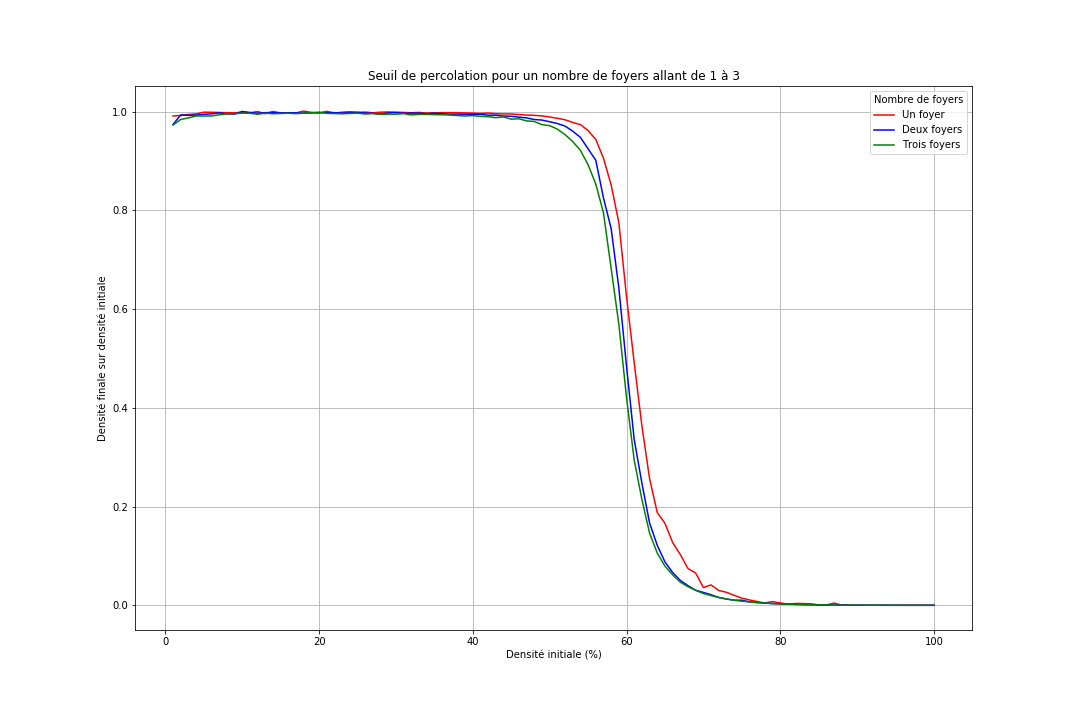 Seuil de percolation pour un nombre de foyers allant de 1 à 3
Nombre de foyers
Un foyer
Deux foyers
Trois foyers
Densité finale sur densité initiale
1.0
0.8
0.6
0.4
0.2
0.0
0 20 40 60 80 100
Densité initiale (%)